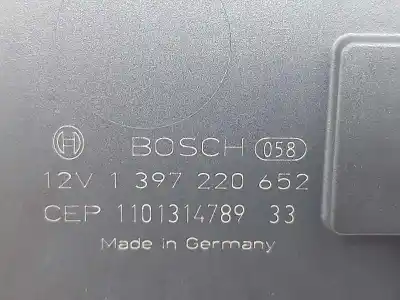 BOSCH 058
12V 1 397 220 652
CEP 1101314789 33
Made in Germany